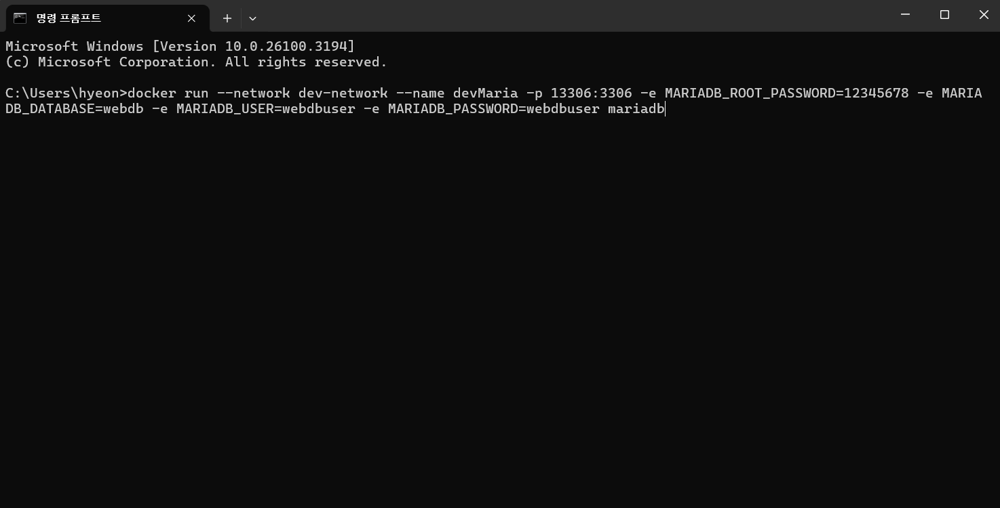 명령 프롬프트
Microsoft Windows [Version 10.0.26100.3194]
(c) Microsoft Corporation. All rights reserved.
C:\Users\hyeon>docker run --network dev-network --name devMaria -p 13306:3306 -e MARIADB_ROOT_PASSWORD=12345678 -e MARIA
DB_DATABASE=webdb -e MARIADB_USER=webdbuser -e MARIADB_PASSWORD=webdbuser mariadb